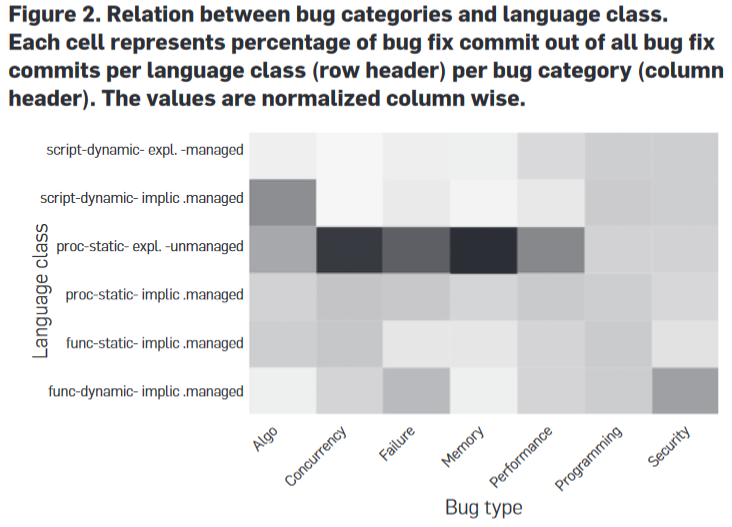 Figure 2. Relation between bug categories and language class.
Each cell represents percentage of bug fix commit out of all bug fix
commits per language class (row header) per bug category (column
header). The values are normalized column wise.
script-dynamic- expl. -managed
script-dynamic- implic .managed
proc-static- expl. -unmanaged
proc-static- implic .managed
func-static- implic .managed
func-dynamic- implic .managed
Language class
Algo
Concurrency
Failure
Memory
Performance
Programming
Security
Bug type